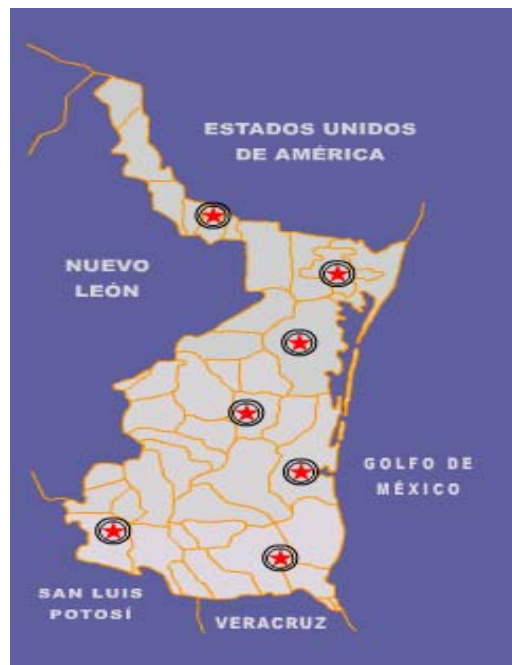 ESTADOS UNIDOS
DE AMÉRICA
NUEVO
LEÓN
GOLFO DE
MÉXICO
SAN LUIS
POTOSÍ
VERACRUZ